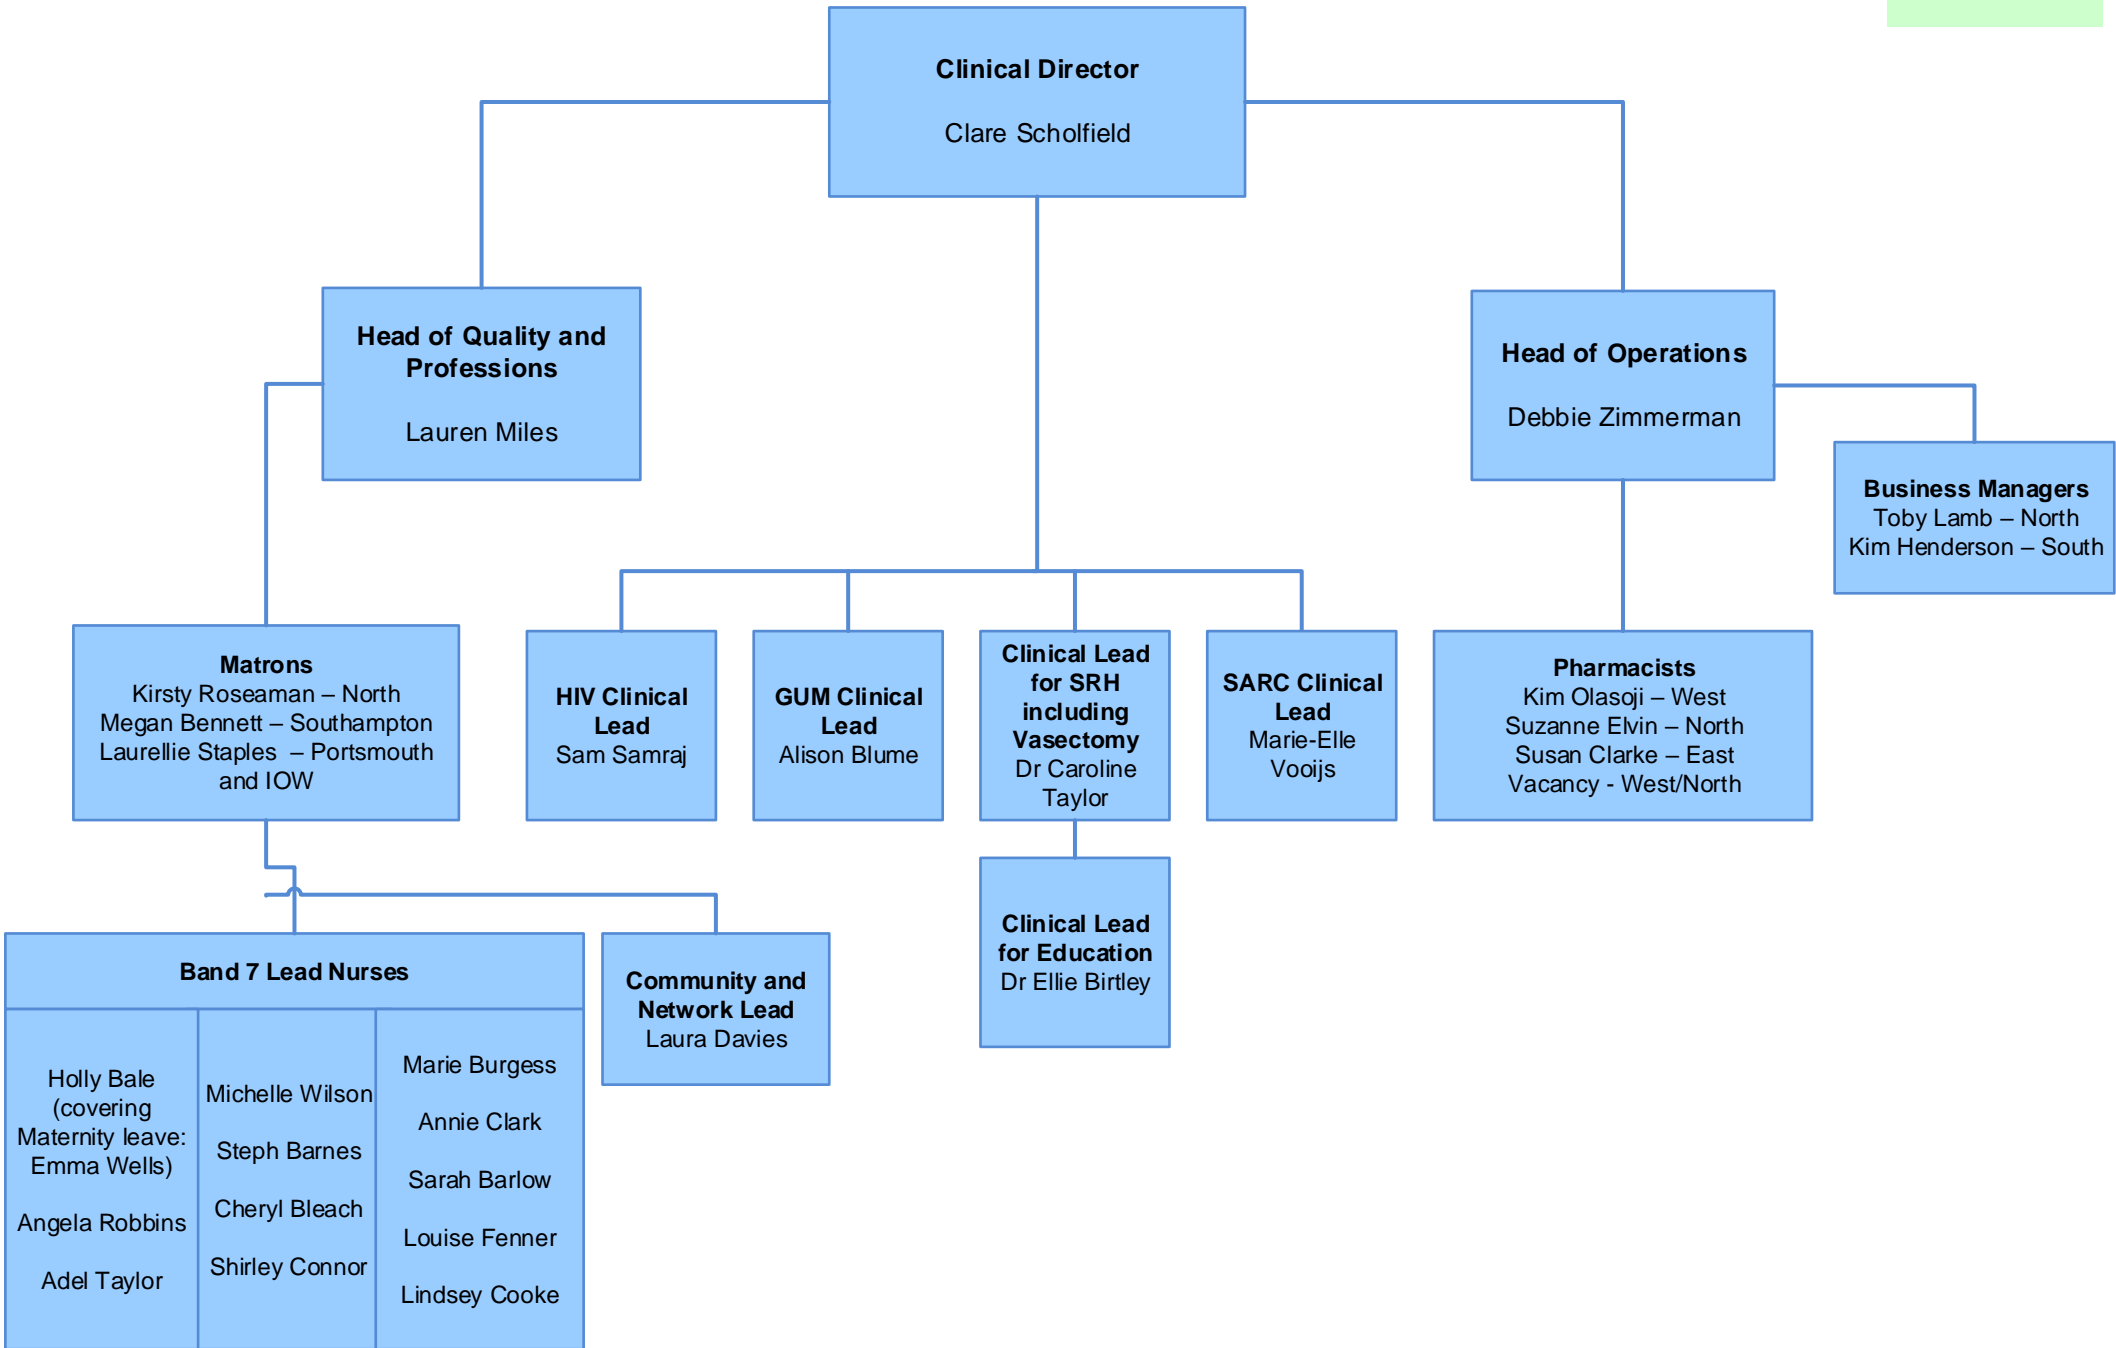 Clinical Director
Clare Scholfield
Head of Quality and
Professions
Lauren Miles
Head of Operations
Debbie Zimmerman
Business Managers
Toby Lamb – North
Kim Henderson – South
Matrons
Kirsty Roseaman – North
Megan Bennett – Southampton
Laurellie Staples – Portsmouth
and IOW
HIV Clinical
Lead
Sam Samraj
GUM Clinical
Lead
Alison Blume
Clinical Lead
for SRH
including
Vasectomy
Dr Caroline
Taylor
SARC Clinical
Lead
Marie-Elle
Vooijs
Pharmacists
Kim Olasoji – West
Suzanne Elvin – North
Susan Clarke – East
Vacancy - West/North
Clinical Lead
for Education
Dr Ellie Birtley
Band 7 Lead Nurses
Holly Bale
(covering
Maternity leave:
Emma Wells)
Angela Robbins
Adel Taylor
Michelle Wilson
Steph Barnes
Cheryl Bleach
Shirley Connor
Marie Burgess
Annie Clark
Sarah Barlow
Louise Fenner
Lindsey Cooke
Community and
Network Lead
Laura Davies